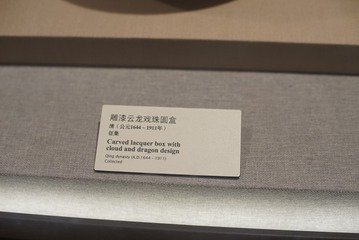 雕漆云龙戏珠圆盒
清（公元1644－1911年）
征集
Carved lacquer box with
cloud and dragon design
Qing dynasty (A.D.1644－1911)
Collected